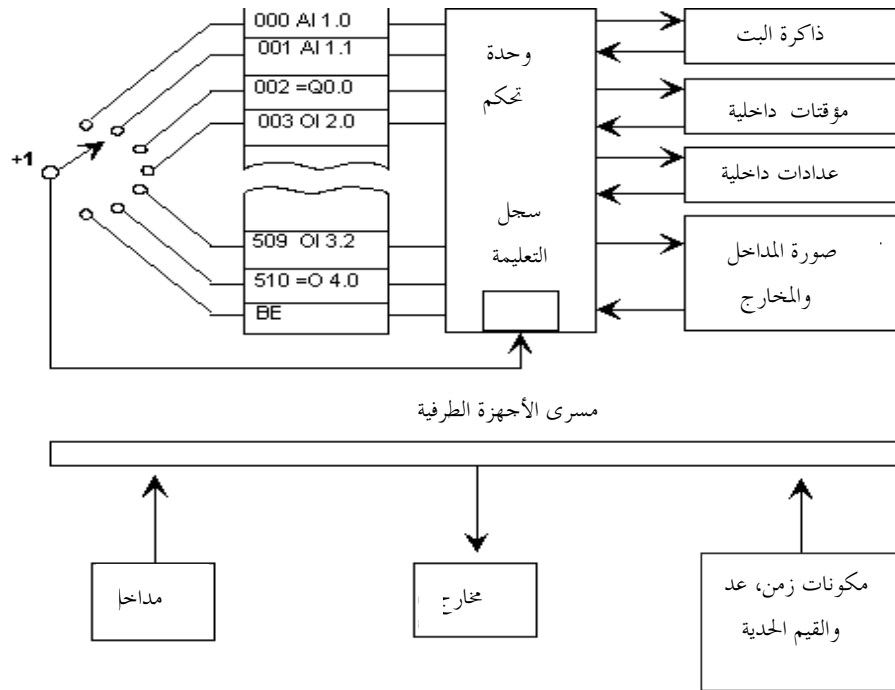 000 AI 1.0
001 AI 1.1
002 =Q0.0
003 OI 2.0
509 OI 3.2
510 =O 4.0
BE
+1
وحدة
تحكم
سجل
التعليمة
ذاكرة البت
مؤقتات داخلية
عدادات داخلية
صورة المداخل
والمخارج
مسرى الأجهزة الطرفية
مداخل
مخارج
مكونات زمن، عد
والقيم الحدية